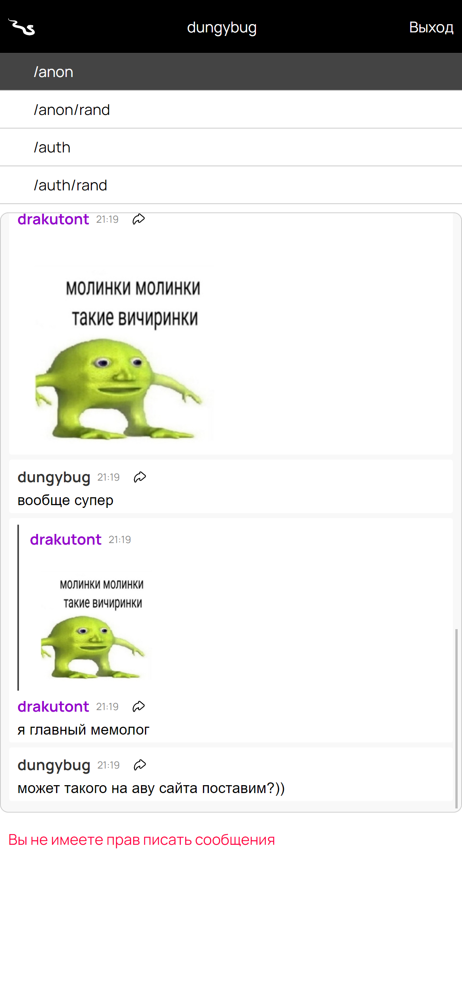 dungybug
Выход
/anon
/anon/rand
/auth
/auth/rand
drakutont 21:19
молинки молинки
такие вичиринки
dungybug 21:19
вообще супер
drakutont 21:19
молинки молинки
такие вичиринки
drakutont 21:19
я главный мемолог
dungybug 21:19
может такого на аву сайта поставим?))
Вы не имеете прав писать сообщения